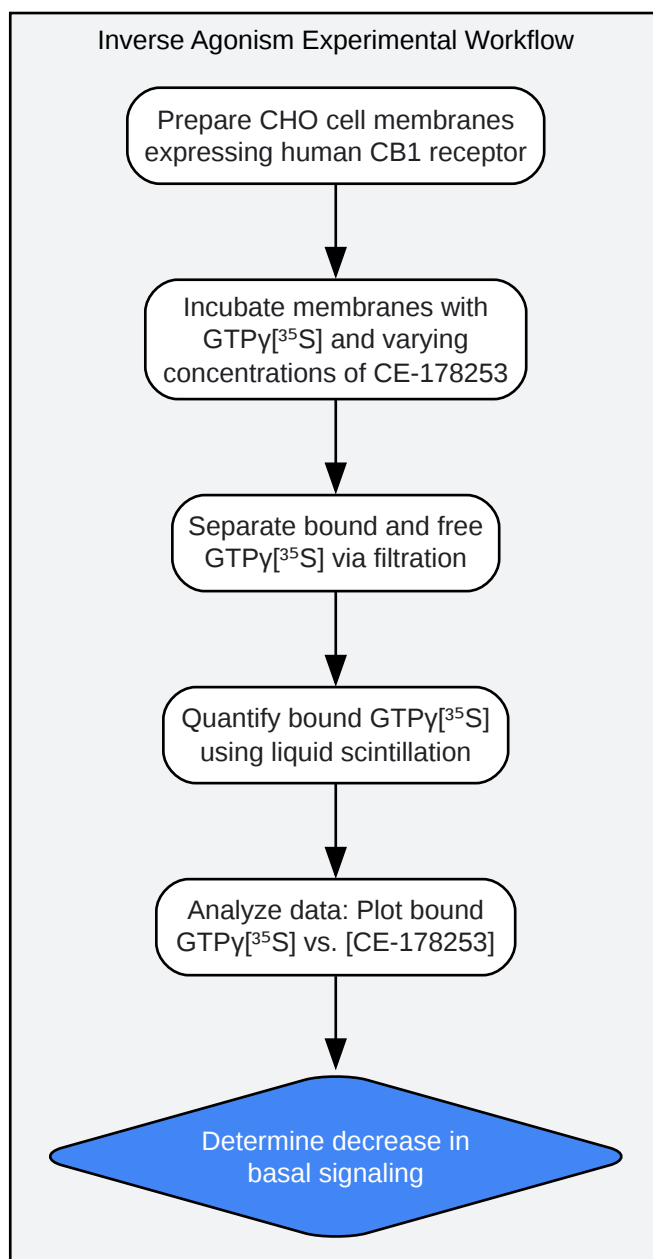 Inverse Agonism Experimental Workflow
Prepare CHO cell membranes
expressing human CB1 receptor
Incubate membranes with
GTPγ[³⁵S] and varying
concentrations of CE-178253
Separate bound and free
GTPγ[³⁵S] via filtration
Quantify bound GTPγ[³⁵S]
using liquid scintillation
Analyze data: Plot bound
GTPγ[³⁵S] vs. [CE-178253]
Determine decrease in
basal signaling